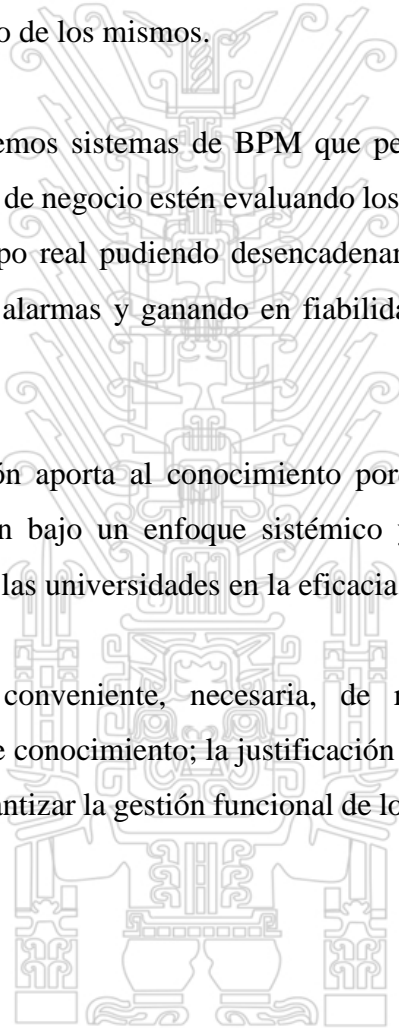 o de los mismos.
emos sistemas de BPM que pe
de negocio estén evaluando los
po real pudiendo desencadenar
alarmas y ganando en fiabilida
ón aporta al conocimiento por
n bajo un enfoque sistémico y
las universidades en la eficacia
conveniente, necesaria, de r
e conocimiento; la justificación
antizar la gestión funcional de lo